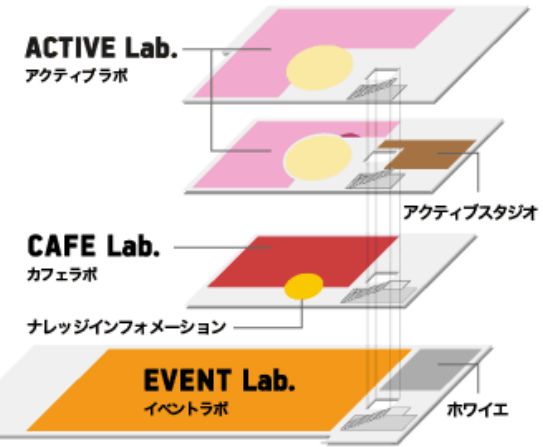 ACTIVE Lab.
アクティブラボ
アクティブスタジオ
CAFE Lab.
カフェラボ
ナレッジインフォメーション
EVENT Lab.
イベントラボ
ホワイエ